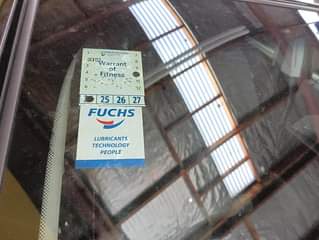 Warrant
of
Fitness
25 26 27
FUCHS
LUBRICANTS
TECHNOLOGY
PEOPLE